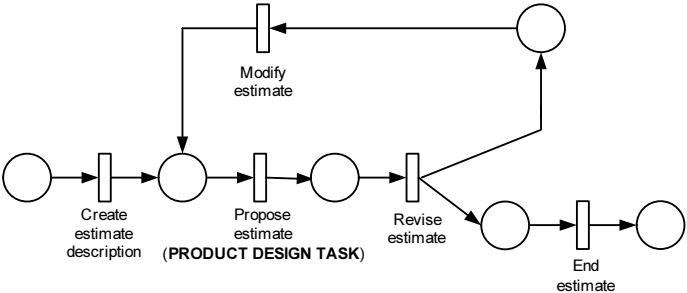 Modify
estimate
Create
estimate
description
Propose
estimate
(PRODUCT DESIGN TASK)
Revise
estimate
End
estimate